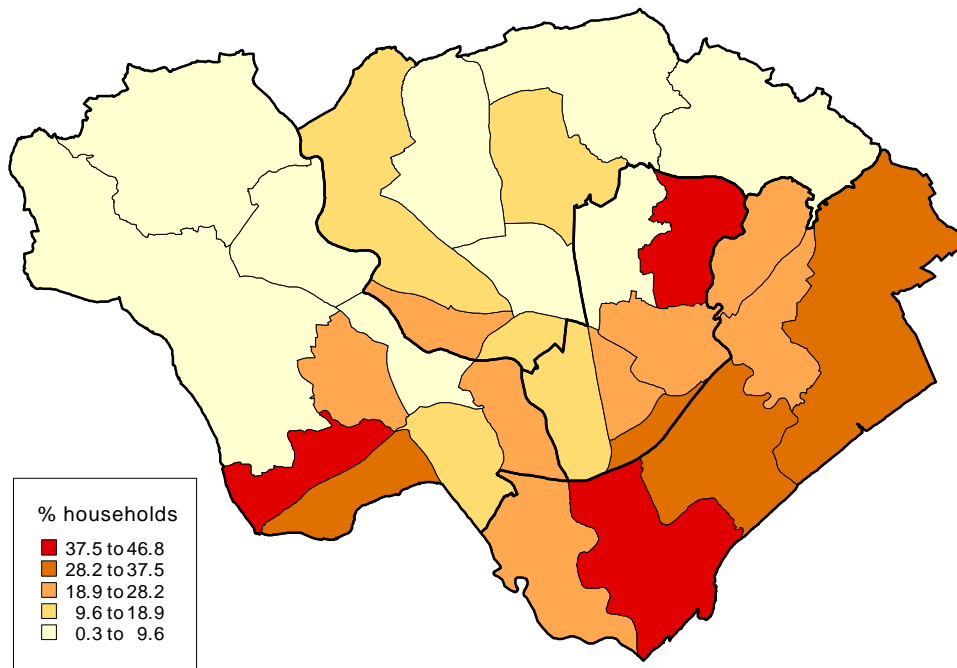 % households
37.5 to 46.8
28.2 to 37.5
18.9 to 28.2
9.6 to 18.9
0.3 to 9.6